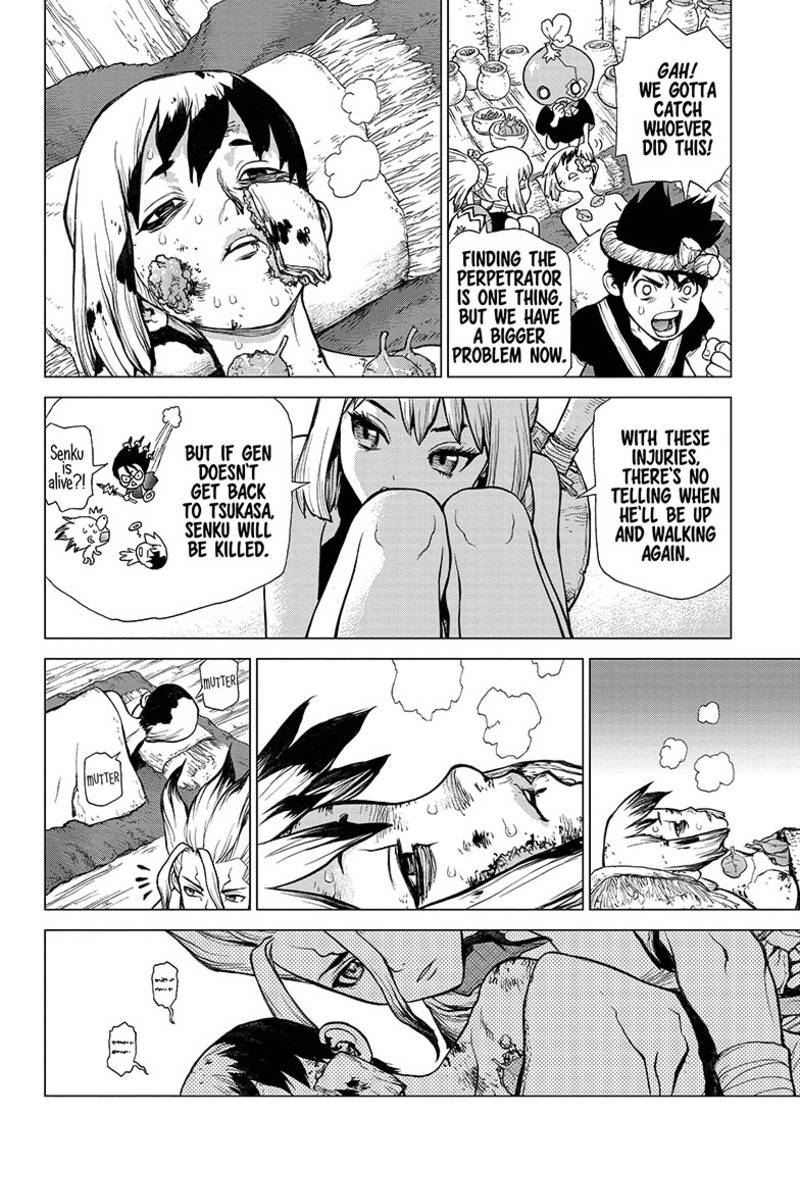 GAH!
WE GOTTA
CATCH
WHOEVER
DID THIS!
FINDING THE
PERPETRATOR
IS ONE THING,
BUT WE HAVE
A BIGGER
PROBLEM NOW.
WITH THESE
INJURIES,
THERE'S NO
TELLING WHEN
HE'LL BE UP
AND WALKING
AGAIN.
BUT IF GEN
DOESN'T
GET BACK
TO TSUKASA,
SENKU WILL
BE KILLED.
Senku
is
alive?!
MUTTER
MUTTER